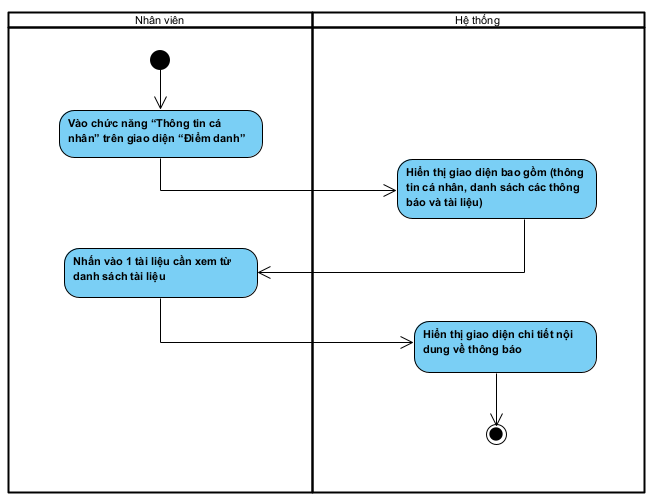 Nhân viên
Hệ thống
Vào chức năng “Thông tin cá
nhân” trên giao diện “Điểm danh”
Hiển thị giao diện bao gồm (thông
tin cá nhân, danh sách các thông
báo và tài liệu)
Nhấn vào 1 tài liệu cần xem từ
danh sách tài liệu
Hiển thị giao diện chi tiết nội
dung về thông báo